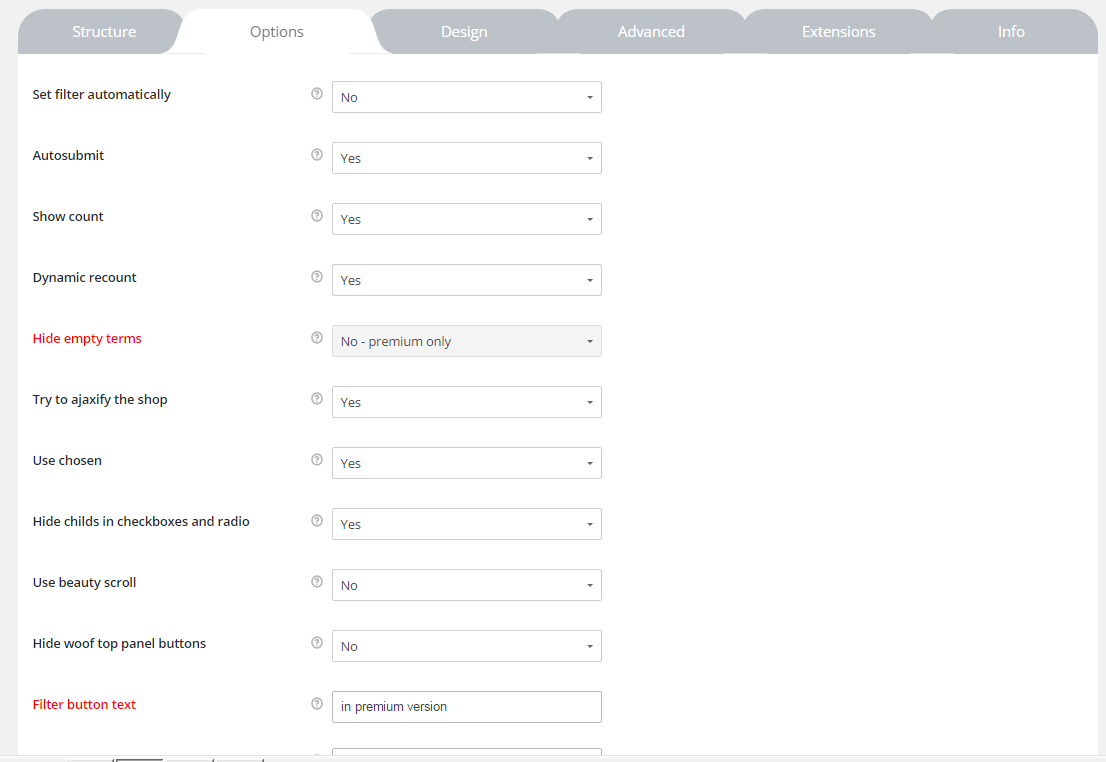 Structure
Options
Design
Advanced
Extensions
Info
Set filter automatically
No
Autosubmit
Yes
Show count
Yes
Dynamic recount
Yes
Hide empty terms
No - premium only
Try to ajaxify the shop
Yes
Use chosen
Yes
Hide childs in checkboxes and radio
Yes
Use beauty scroll
No
Hide woof top panel buttons
No
Filter button text
in premium version